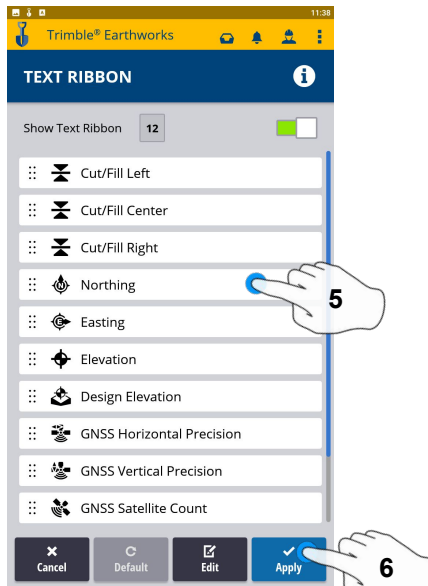 11:38
Trimble® Earthworks
TEXT RIBBON
Show Text Ribbon 12
Cut/Fill Left
Cut/Fill Center
Cut/Fill Right
Northing
5
Easting
Elevation
Design Elevation
GNSS Horizontal Precision
GNSS Vertical Precision
GNSS Satellite Count
Cancel Default Edit Apply
6